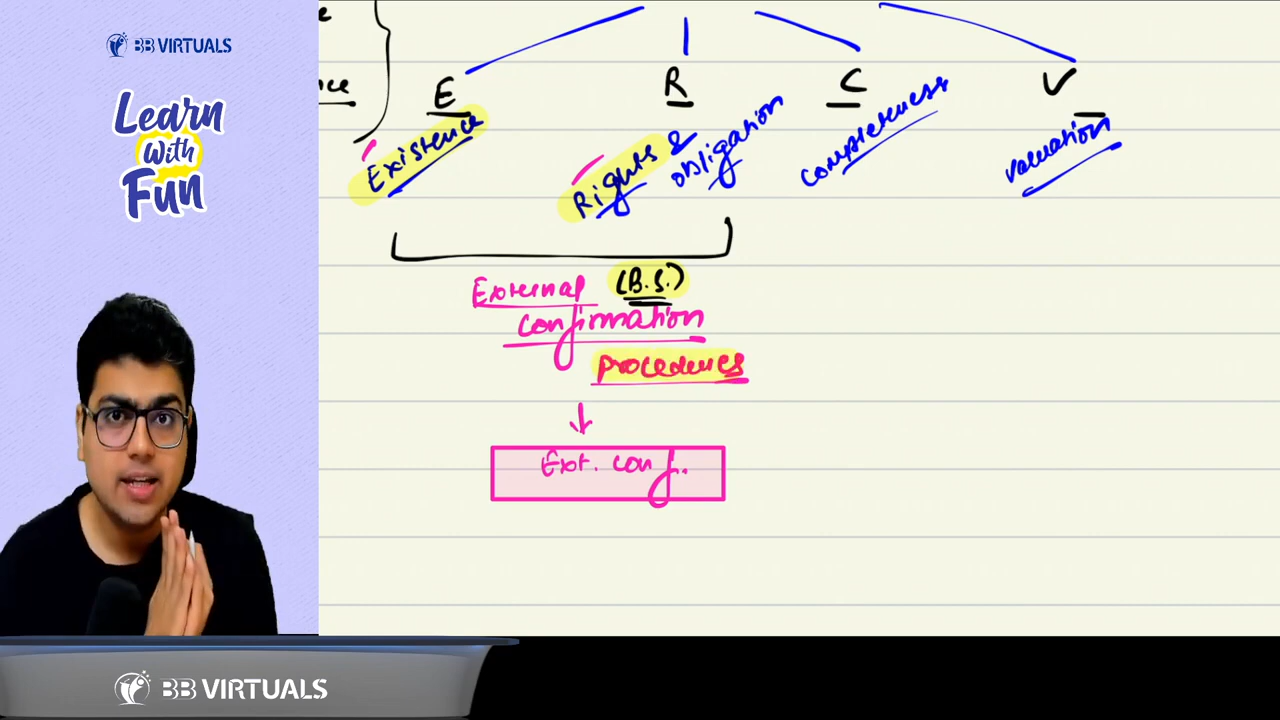 BB VIRTUALS
Learn
With
Fun
E R C V
Existence
Rights &
obligation
completeness
valuation
External (B.S.)
confirmation
procedures
Ext. conf.
BB VIRTUALS